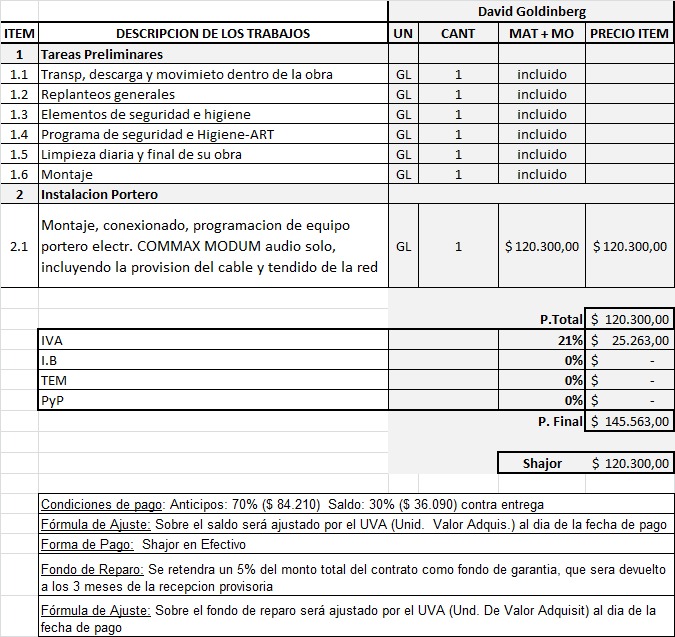 David Goldinberg
ITEM DESCRIPCION DE LOS TRABAJOS UN CANT MAT + MO PRECIO ITEM
1 Tareas Preliminares
1.1 Transp, descarga y movimieto dentro de la obra GL 1 incluido
1.2 Replanteos generales GL 1 incluido
1.3 Elementos de seguridad e higiene GL 1 incluido
1.4 Programa de seguridad e Higiene-ART GL 1 incluido
1.5 Limpieza diaria y final de su obra GL 1 incluido
1.6 Montaje GL 1 incluido
2 Instalacion Portero
Montaje, conexionado, programacion de equipo
2.1 portero electr. COMMAX MODUM audio solo, GL 1 $ 120.300,00 $ 120.300,00
incluyendo la provision del cable y tendido de la red
P.Total $ 120.300,00
IVA 21% $ 25.263,00
I.B 0% $ -
TEM 0% $ -
PyP 0% $ -
P. Final $ 145.563,00
Shajor $ 120.300,00
Condiciones de pago: Anticipos: 70% ($ 84.210) Saldo: 30% ($ 36.090) contra entrega
Fórmula de Ajuste: Sobre el saldo será ajustado por el UVA (Unid. Valor Adquis.) al dia de la fecha de pago
Forma de Pago: Shajor en Efectivo
Fondo de Reparo: Se retendra un 5% del monto total del contrato como fondo de garantia, que sera devuelto
a los 3 meses de la recepcion provisoria
Fórmula de Ajuste: Sobre el fondo de reparo será ajustado por el UVA (Und. De Valor Adquisit) al dia de la
fecha de pago